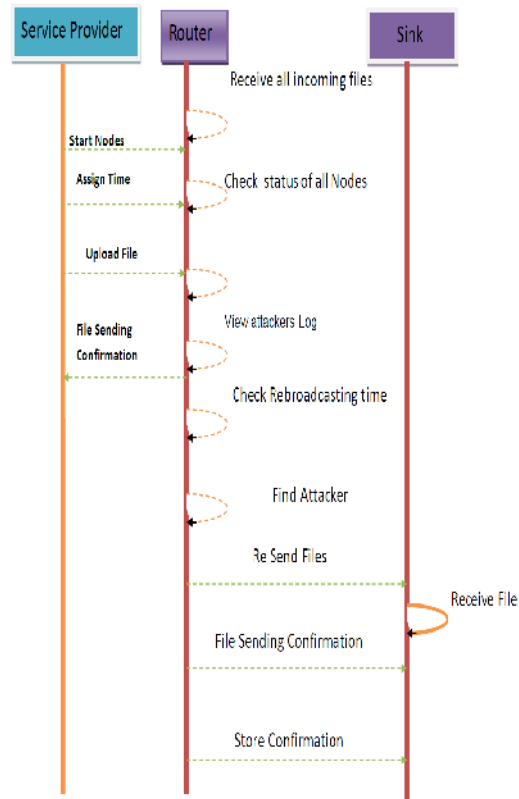 Service Provider
Router
Sink
Receive all incoming files
Start Nodes
Assign Time
Check status of all Nodes
Upload File
View attackers Log
File Sending
Confirmation
Check Rebroadcasting time
Find Attacker
Re Send Files
Receive File
File Sending Confirmation
Store Confirmation